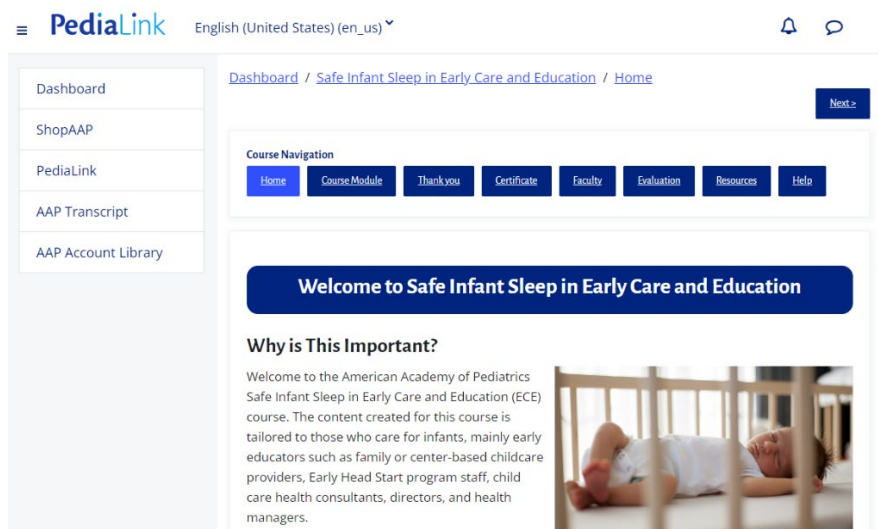 PediaLink
English (United States) (en_us)
Dashboard
ShopAAP
PediaLink
AAP Transcript
AAP Account Library
Dashboard / Safe Infant Sleep in Early Care and Education / Home
Next >
Course Navigation
Home Course Module Thank you Certificate Faculty Evaluation Resources Help
Welcome to Safe Infant Sleep in Early Care and Education
Why is This Important?
Welcome to the American Academy of Pediatrics
Safe Infant Sleep in Early Care and Education (ECE)
course. The content created for this course is
tailored to those who care for infants, mainly early
educators such as family or center-based childcare
providers, Early Head Start program staff, child
care health consultants, directors, and health
managers.